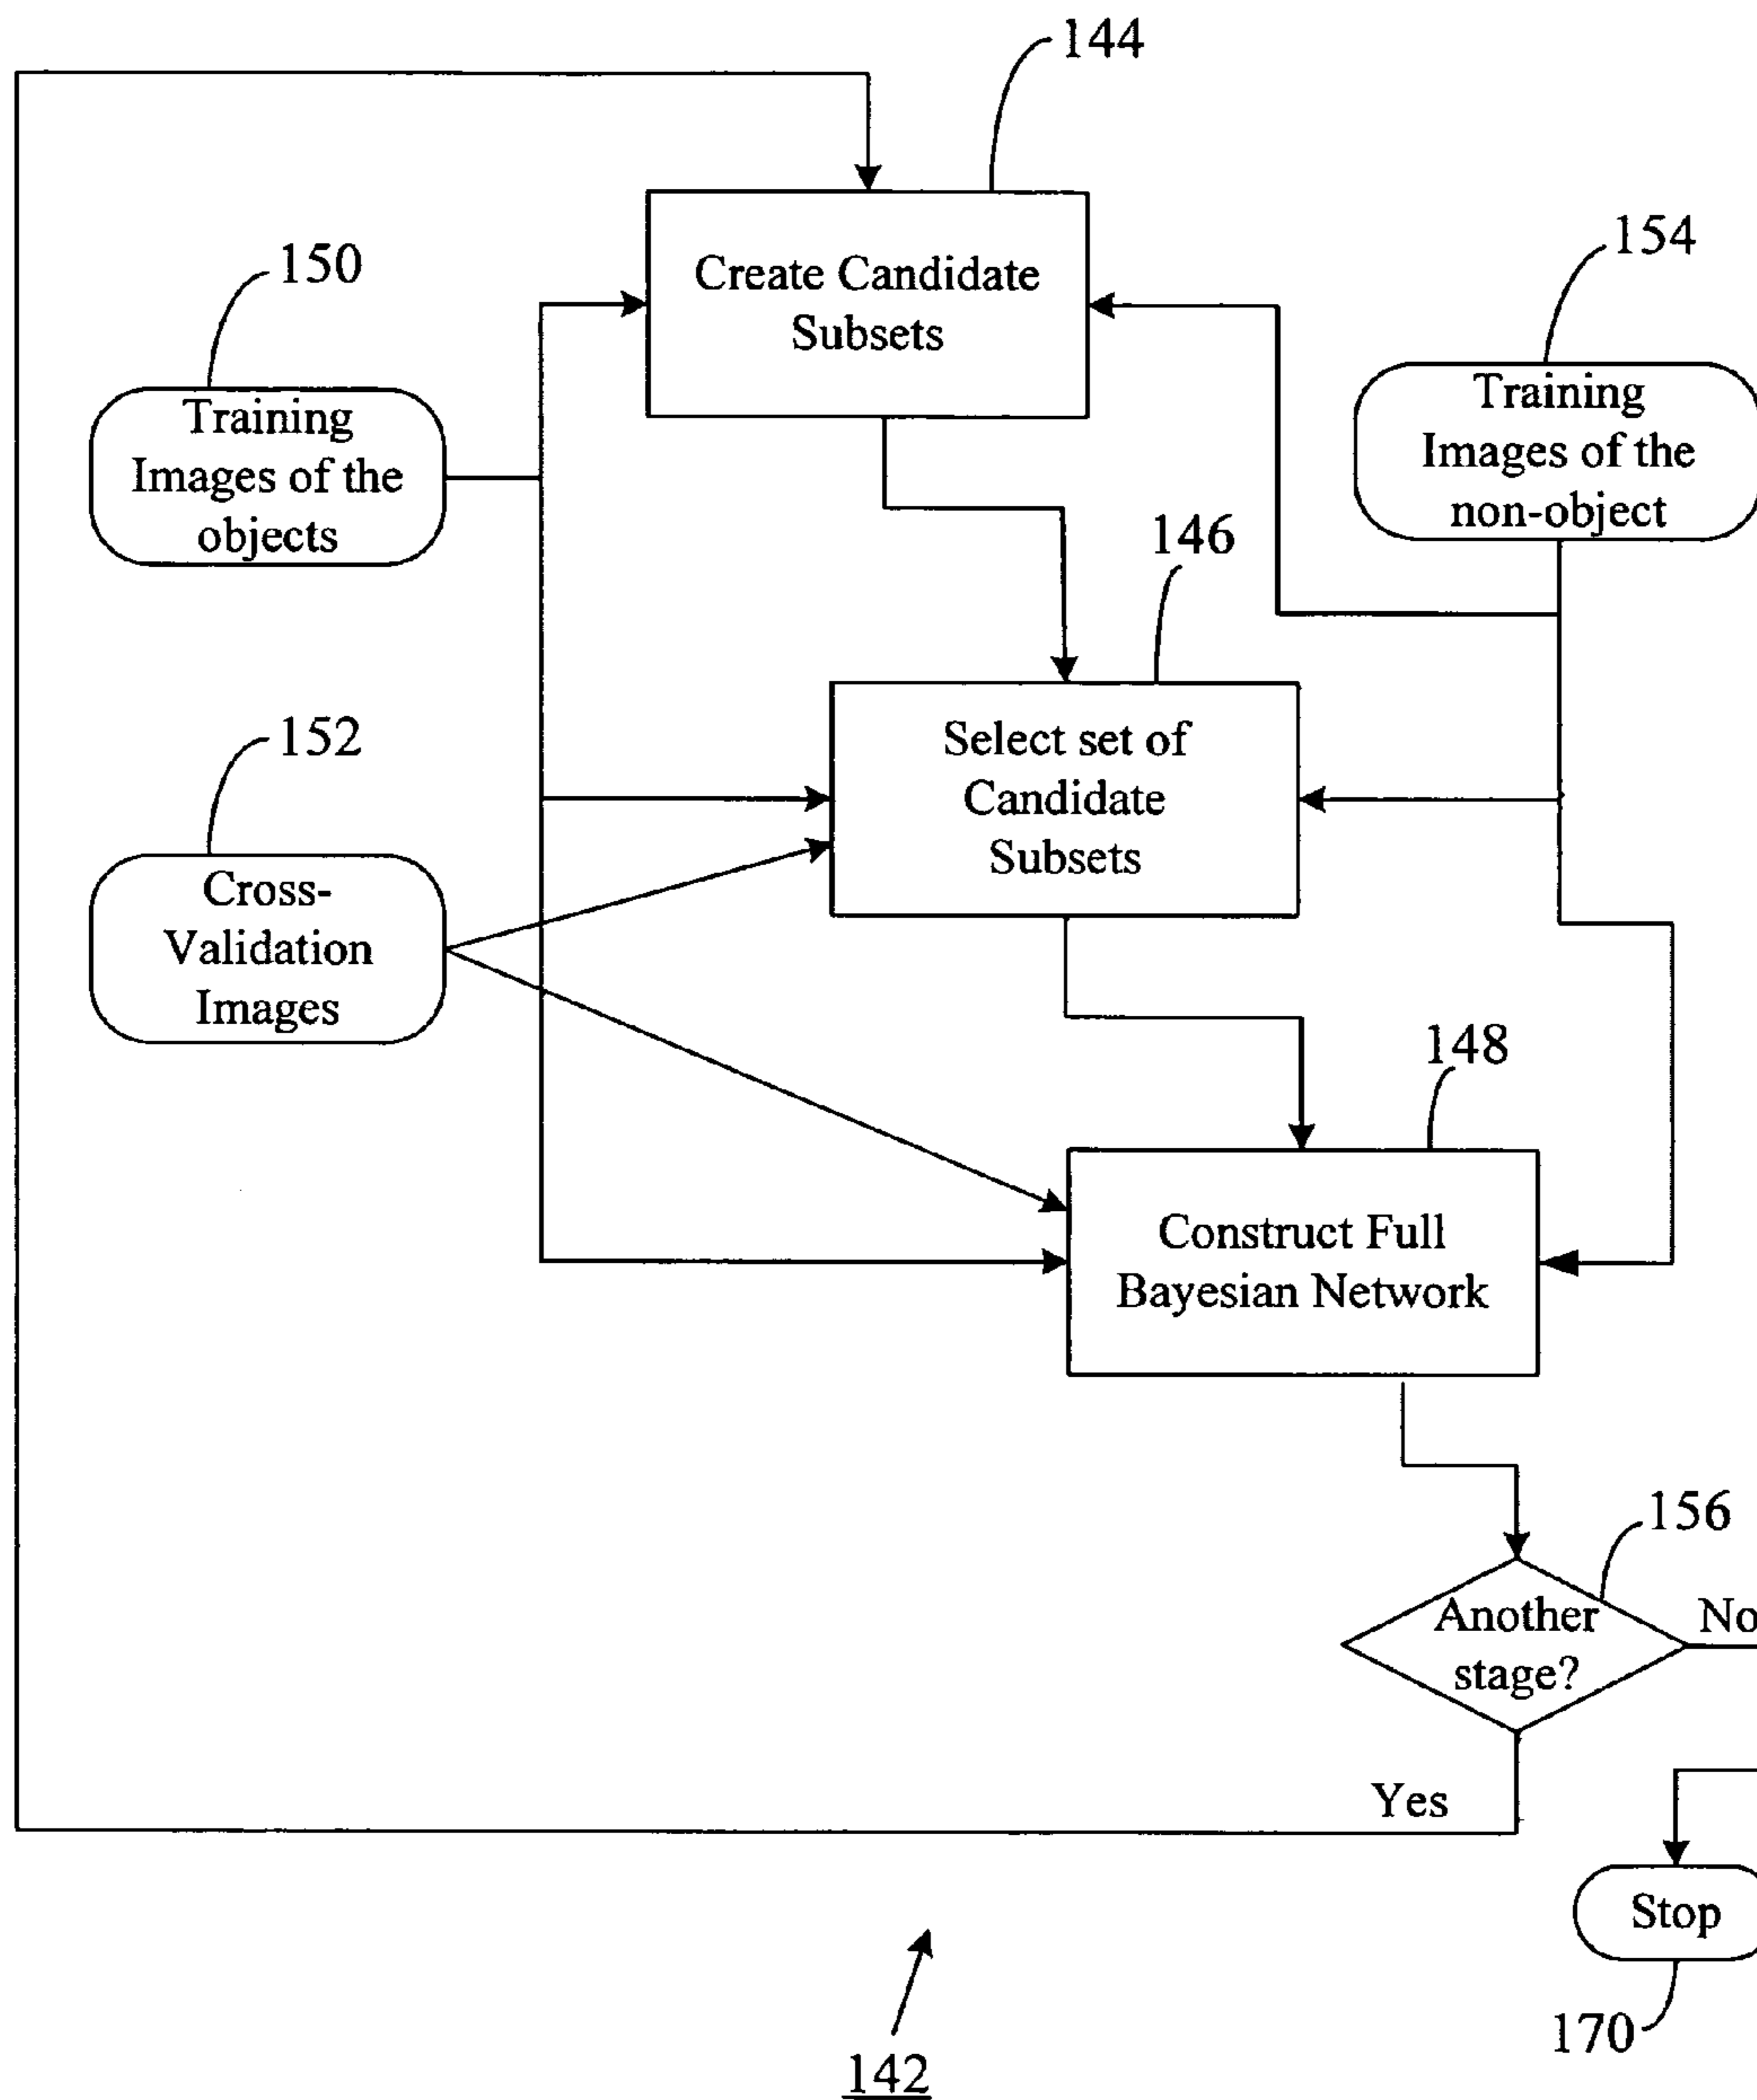 144
Create Candidate
Subsets
150
Training
Images of the
objects
154
Training
Images of the
non-object
146
Select set of
Candidate
Subsets
152
Cross-
Validation
Images
148
Construct Full
Bayesian Network
156
Another
stage?
No
Yes
Stop
170
142